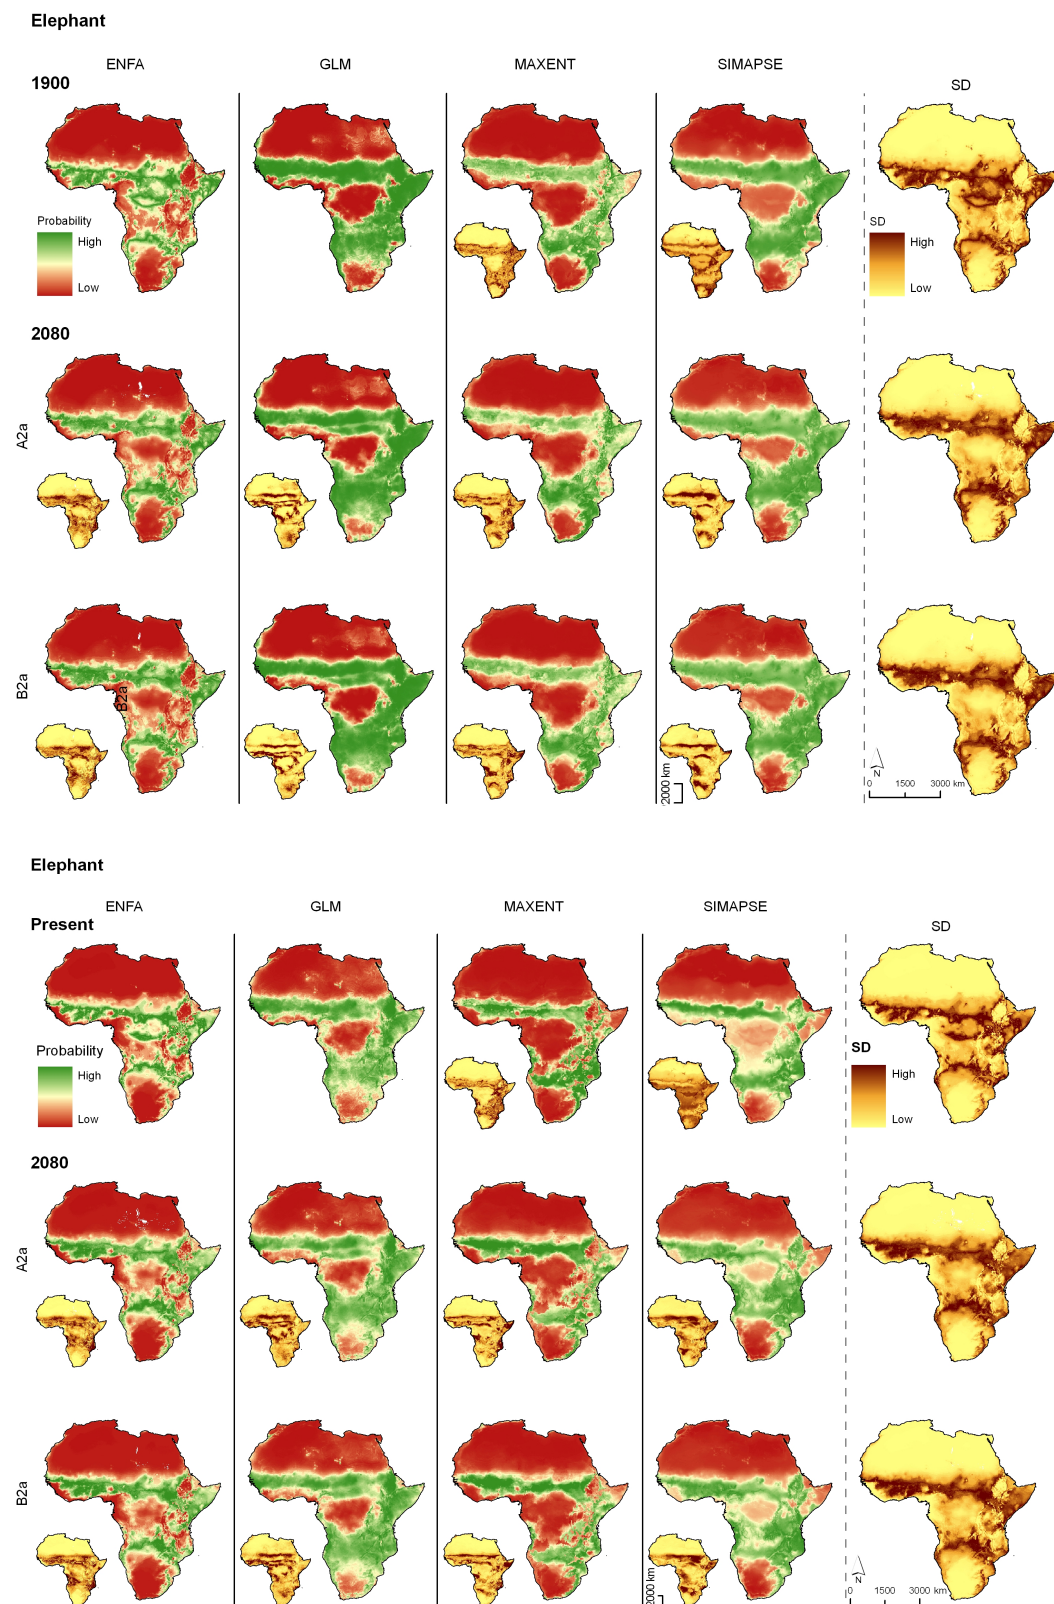 Elephant
ENFA GLM MAXENT SIMAPSE SD
1900
Probability
High
Low
SD
High
Low
2080
A2a
B2a
B2a
2000 km
N
0 1500 3000 km
Elephant
ENFA GLM MAXENT SIMAPSE SD
Present
Probability
High
Low
SD
High
Low
2080
A2a
B2a
2000 km
N
0 1500 3000 km